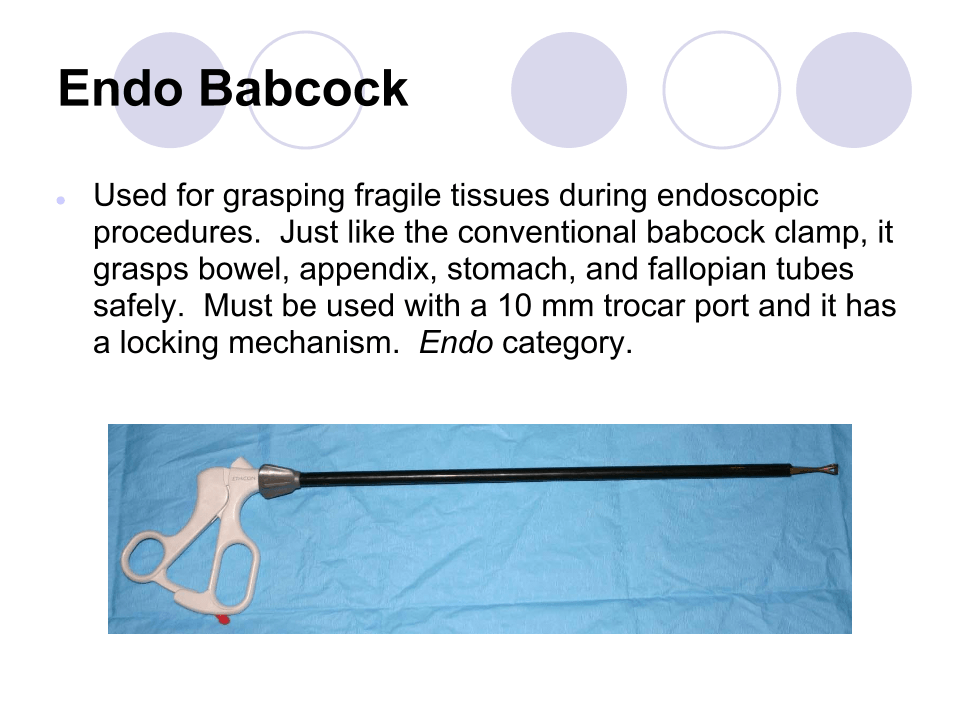 Endo Babcock
Used for grasping fragile tissues during endoscopic
procedures.  Just like the conventional babcock clamp, it
grasps bowel, appendix, stomach, and fallopian tubes
safely.  Must be used with a 10 mm trocar port and it has
a locking mechanism.  Endo category.